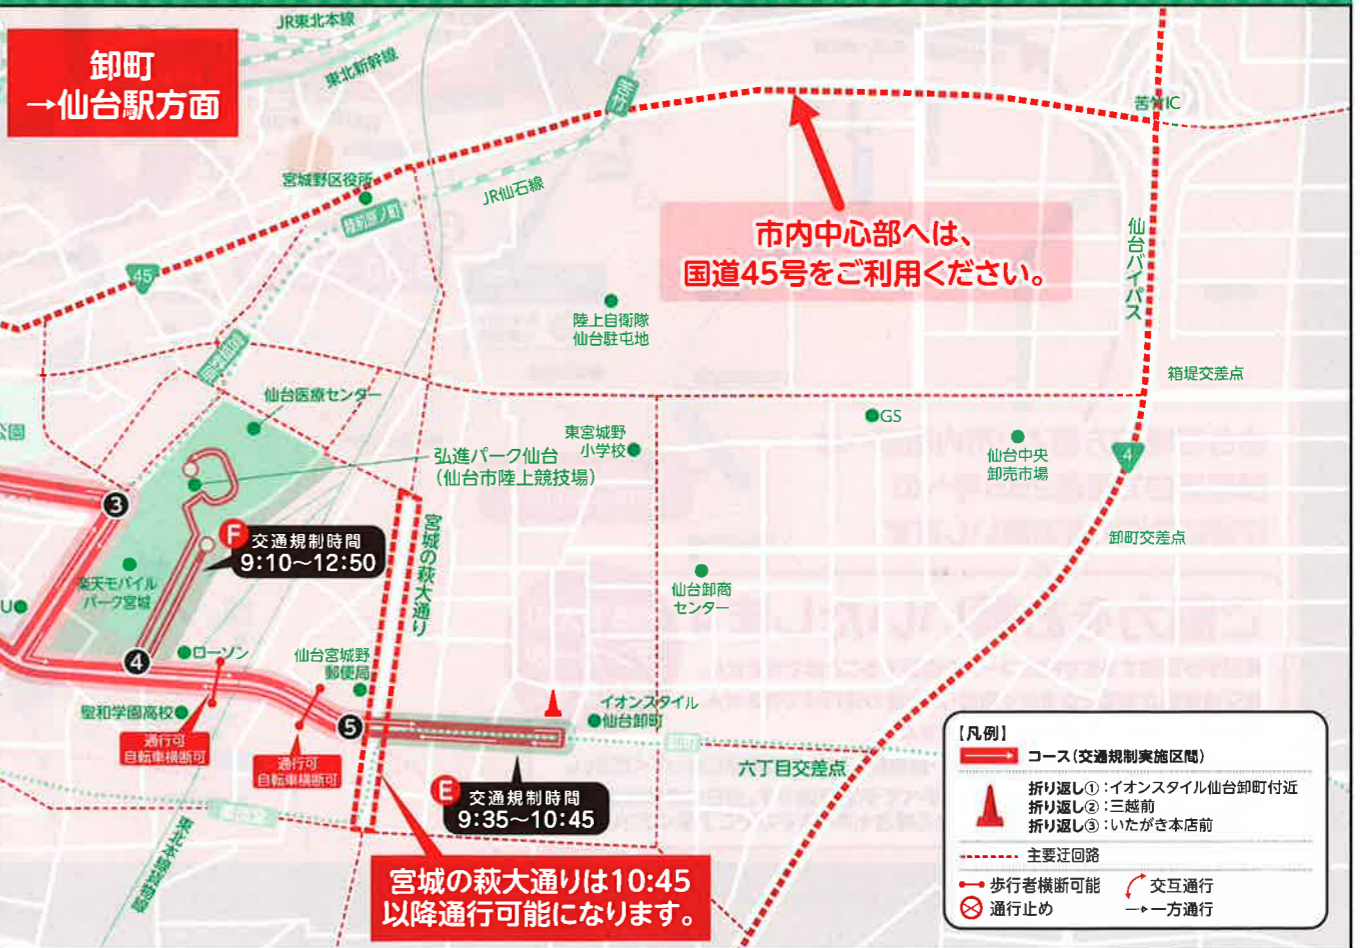 卸町
→仙台駅方面
JR東北本線
東北新幹線
苦竹
苦竹IC
宮城野区役所
陸前原ノ町
JR仙石線
市内中心部へは、
国道45号をご利用ください。
仙台バイパス
45
陸上自衛隊
仙台駐屯地
箱堤交差点
仙台医療センター
GS
公園
東宮城野
小学校
仙台中央
卸売市場
4
弘進パーク仙台
（仙台市陸上競技場）
3
宮城の萩大通り
卸町交差点
F
交通規制時間
9:10〜12:50
楽天モバイル
パーク宮城
仙台卸商
センター
U
4
ローソン
仙台宮城野
郵便局
聖和学園高校
イオンスタイル
仙台卸町
5
通行可
自転車横断可
通行可
自転車横断可
六丁目交差点
E
交通規制時間
9:35〜10:45
東北本線貨物線
宮城の萩大通りは10:45
以降通行可能になります。
【凡例】
コース（交通規制実施区間）
折り返し①：イオンスタイル仙台卸町付近
折り返し②：三越前
折り返し③：いたがき本店前
主要迂回路
歩行者横断可能
交互通行
通行止め
一方通行